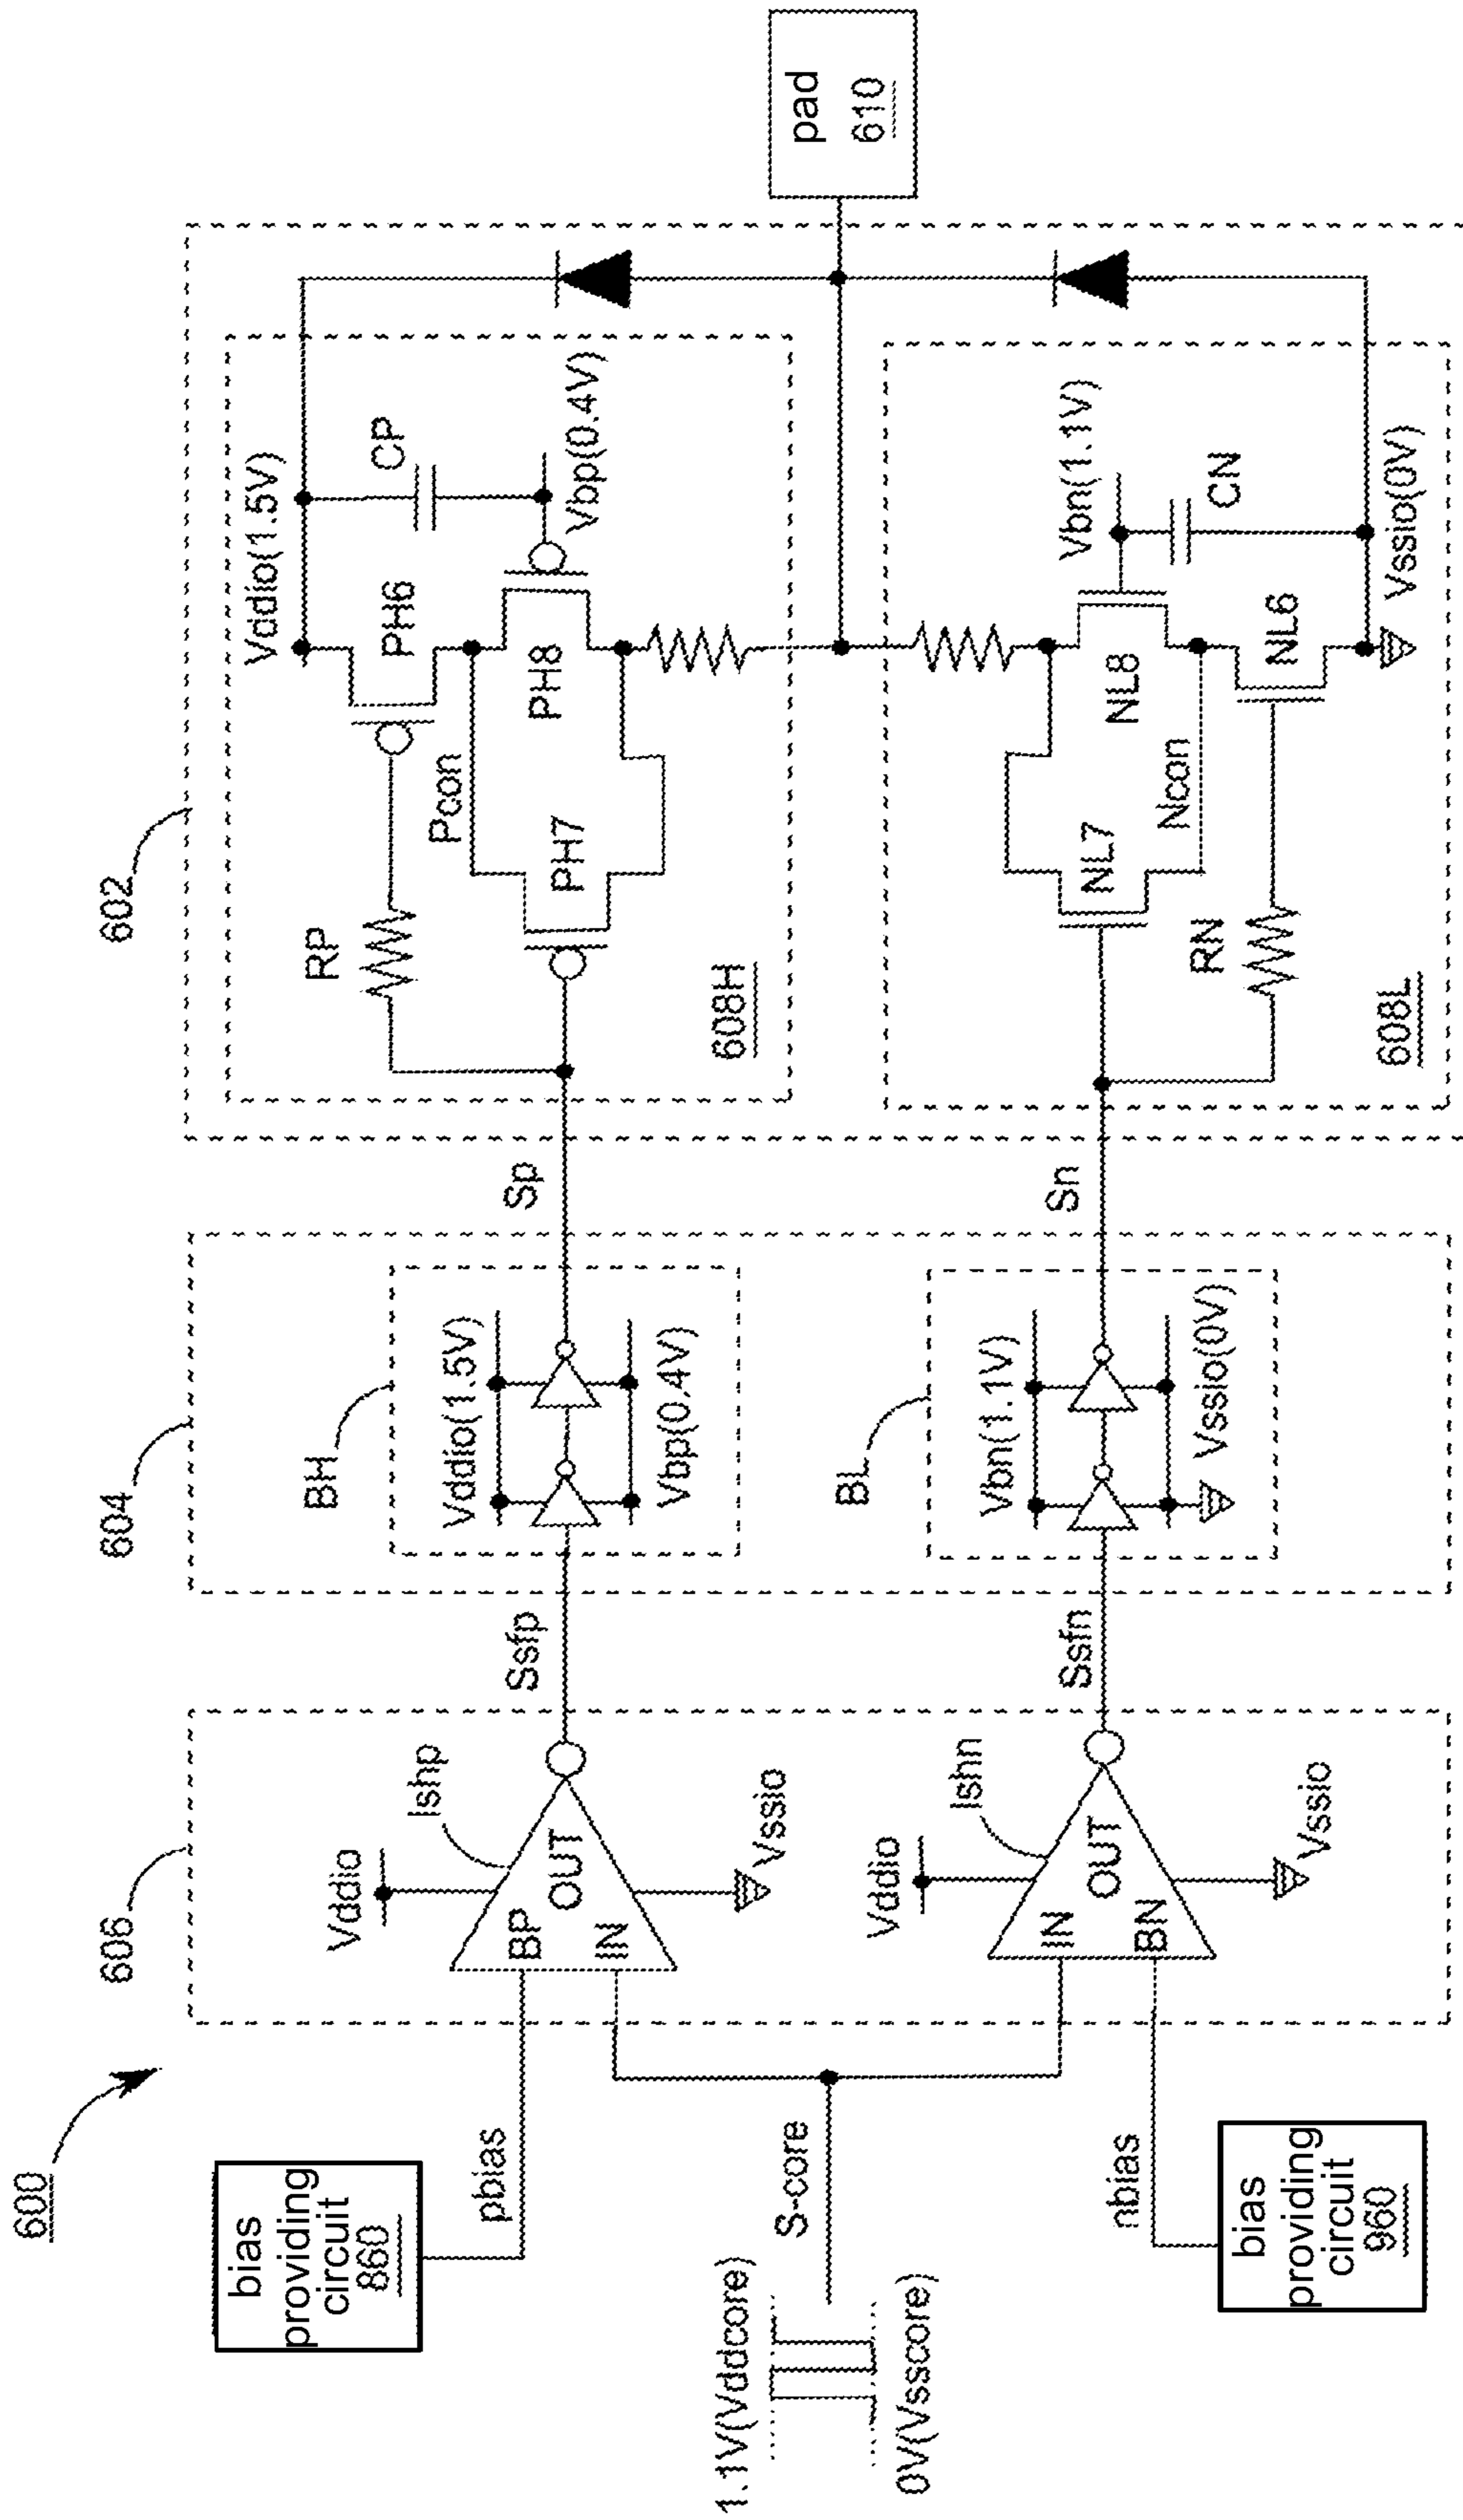 600
606
604
602
bias
providing
circuit
860
pbias
Vddio
Ishp
BP
OUT
IN
Vssio
Ssfp
BH
Vddio(1.5V)
Vbp(0.4V)
Sp
RP
Pcon
PH7
608H
Vddio(1.5V)
PH6
PH8
CP
Vbp(0.4V)
1.1V(Vddcore)
0V(Vsscore)
S-core
pad
610
bias
providing
circuit
960
nbias
Vddio
Ishn
IN
OUT
BN
Vssio
Ssfn
BL
Vbn(1.1V)
Vssio(0V)
Sn
NL7
Ncon
RN
608L
NL8
NL6
Vbn(1.1V)
CN
Vssio(0V)